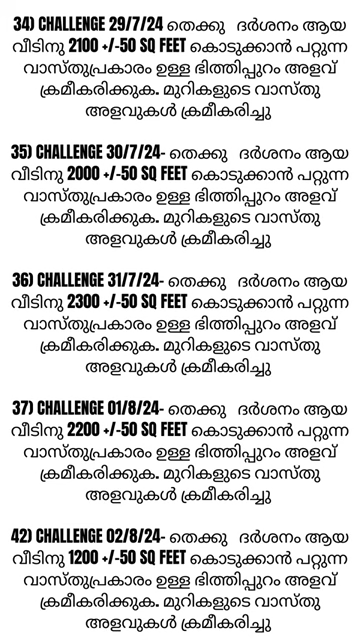 34) CHALLENGE 29/7/24 തെക്കു ദർശനം ആയ
വീടിനു 2100 +/-50 SQ FEET കൊടുക്കാൻ പറ്റുന്ന
വാസ്തുപ്രകാരം ഉള്ള ഭിത്തിപ്പുറം അളവ്
ക്രമീകരിക്കുക. മുറികളുടെ വാസ്തു
അളവുകൾ ക്രമീകരിച്ചു
35) CHALLENGE 30/7/24- തെക്കു ദർശനം ആയ
വീടിനു 2000 +/-50 SQ FEET കൊടുക്കാൻ പറ്റുന്ന
വാസ്തുപ്രകാരം ഉള്ള ഭിത്തിപ്പുറം അളവ്
ക്രമീകരിക്കുക. മുറികളുടെ വാസ്തു
അളവുകൾ ക്രമീകരിച്ചു
36) CHALLENGE 31/7/24- തെക്കു ദർശനം ആയ
വീടിനു 2300 +/-50 SQ FEET കൊടുക്കാൻ പറ്റുന്ന
വാസ്തുപ്രകാരം ഉള്ള ഭിത്തിപ്പുറം അളവ്
ക്രമീകരിക്കുക. മുറികളുടെ വാസ്തു
അളവുകൾ ക്രമീകരിച്ചു
37) CHALLENGE 01/8/24- തെക്കു ദർശനം ആയ
വീടിനു 2200 +/-50 SQ FEET കൊടുക്കാൻ പറ്റുന്ന
വാസ്തുപ്രകാരം ഉള്ള ഭിത്തിപ്പുറം അളവ്
ക്രമീകരിക്കുക. മുറികളുടെ വാസ്തു
അളവുകൾ ക്രമീകരിച്ചു
42) CHALLENGE 02/8/24- തെക്കു ദർശനം ആയ
വീടിനു 1200 +/-50 SQ FEET കൊടുക്കാൻ പറ്റുന്ന
വാസ്തുപ്രകാരം ഉള്ള ഭിത്തിപ്പുറം അളവ്
ക്രമീകരിക്കുക. മുറികളുടെ വാസ്തു
അളവുകൾ ക്രമീകരിച്ചു